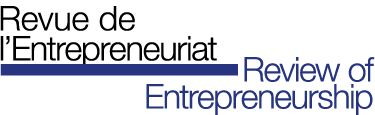 Revue de
l'Entrepreneuriat
Review of
Entrepreneurship